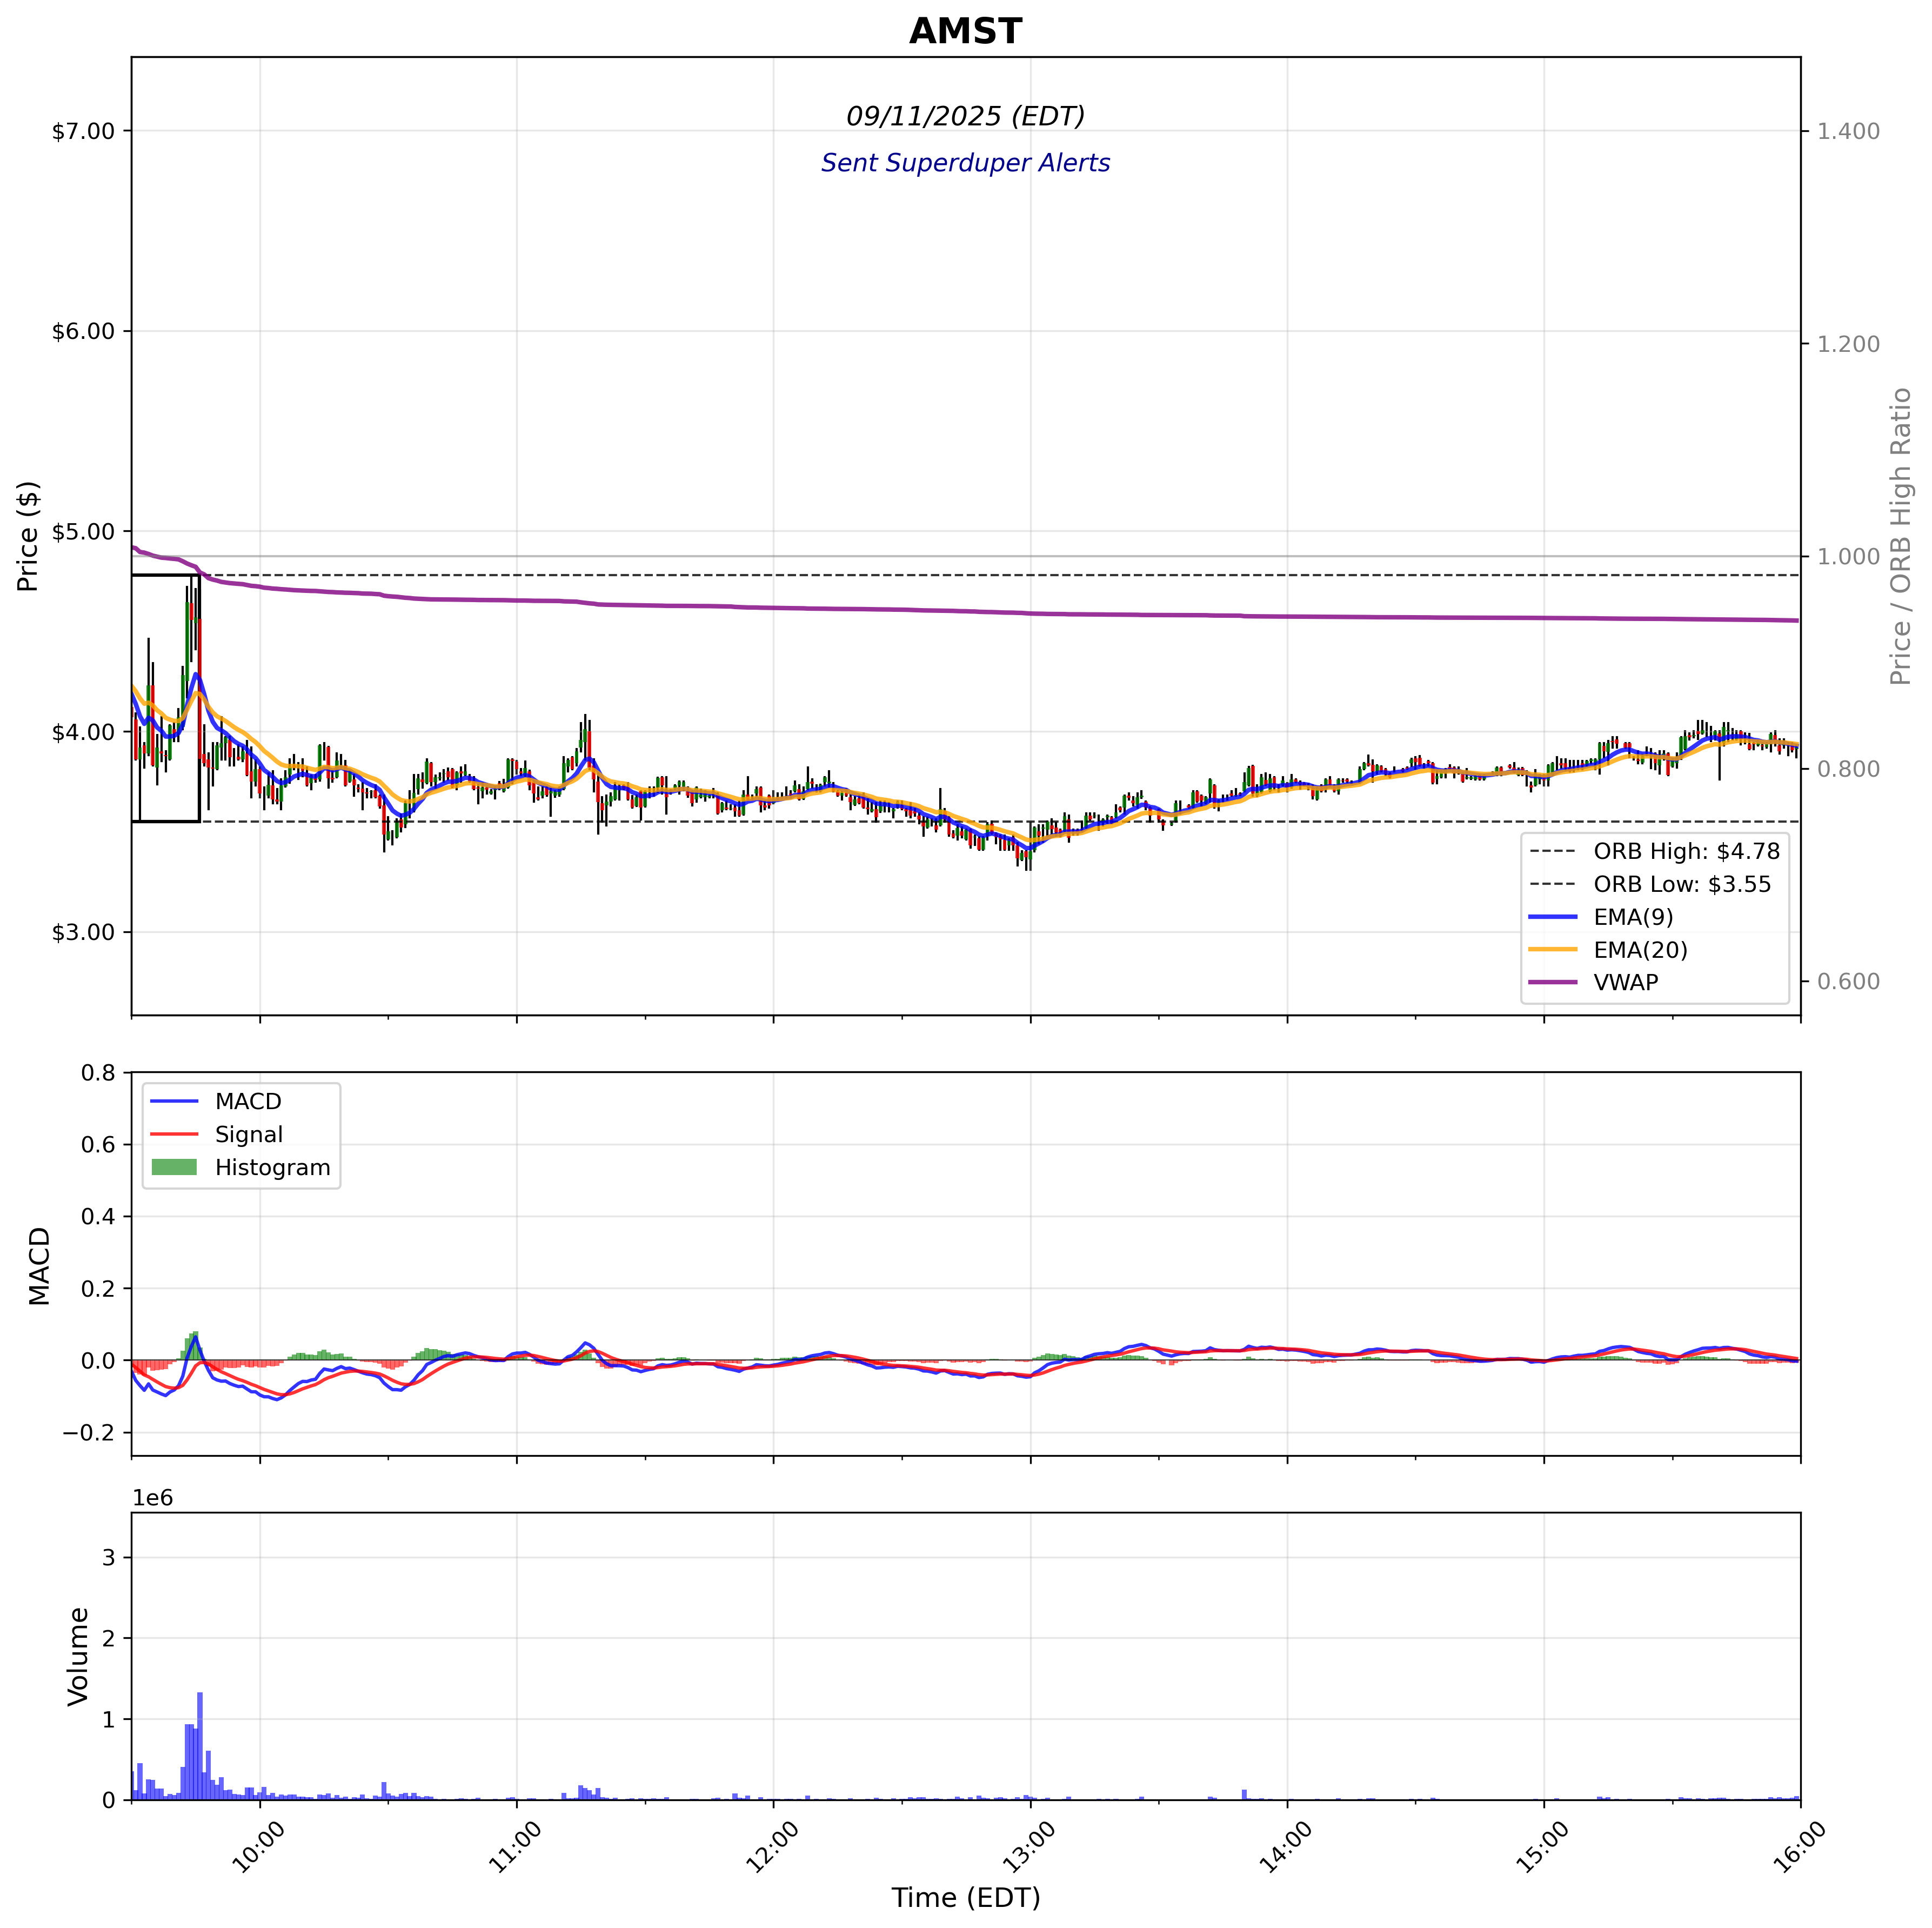 AMST
09/11/2025 (EDT)
Sent Superduper Alerts
Price ($)
$7.00
$6.00
$5.00
$4.00
$3.00
Price / ORB High Ratio
1.400
1.200
1.000
0.800
0.600
ORB High: $4.78
ORB Low: $3.55
EMA(9)
EMA(20)
VWAP
MACD
0.8
0.6
0.4
0.2
0.0
−0.2
MACD
Signal
Histogram
1e6
Volume
3
2
1
0
10:00
11:00
12:00
13:00
14:00
15:00
16:00
Time (EDT)